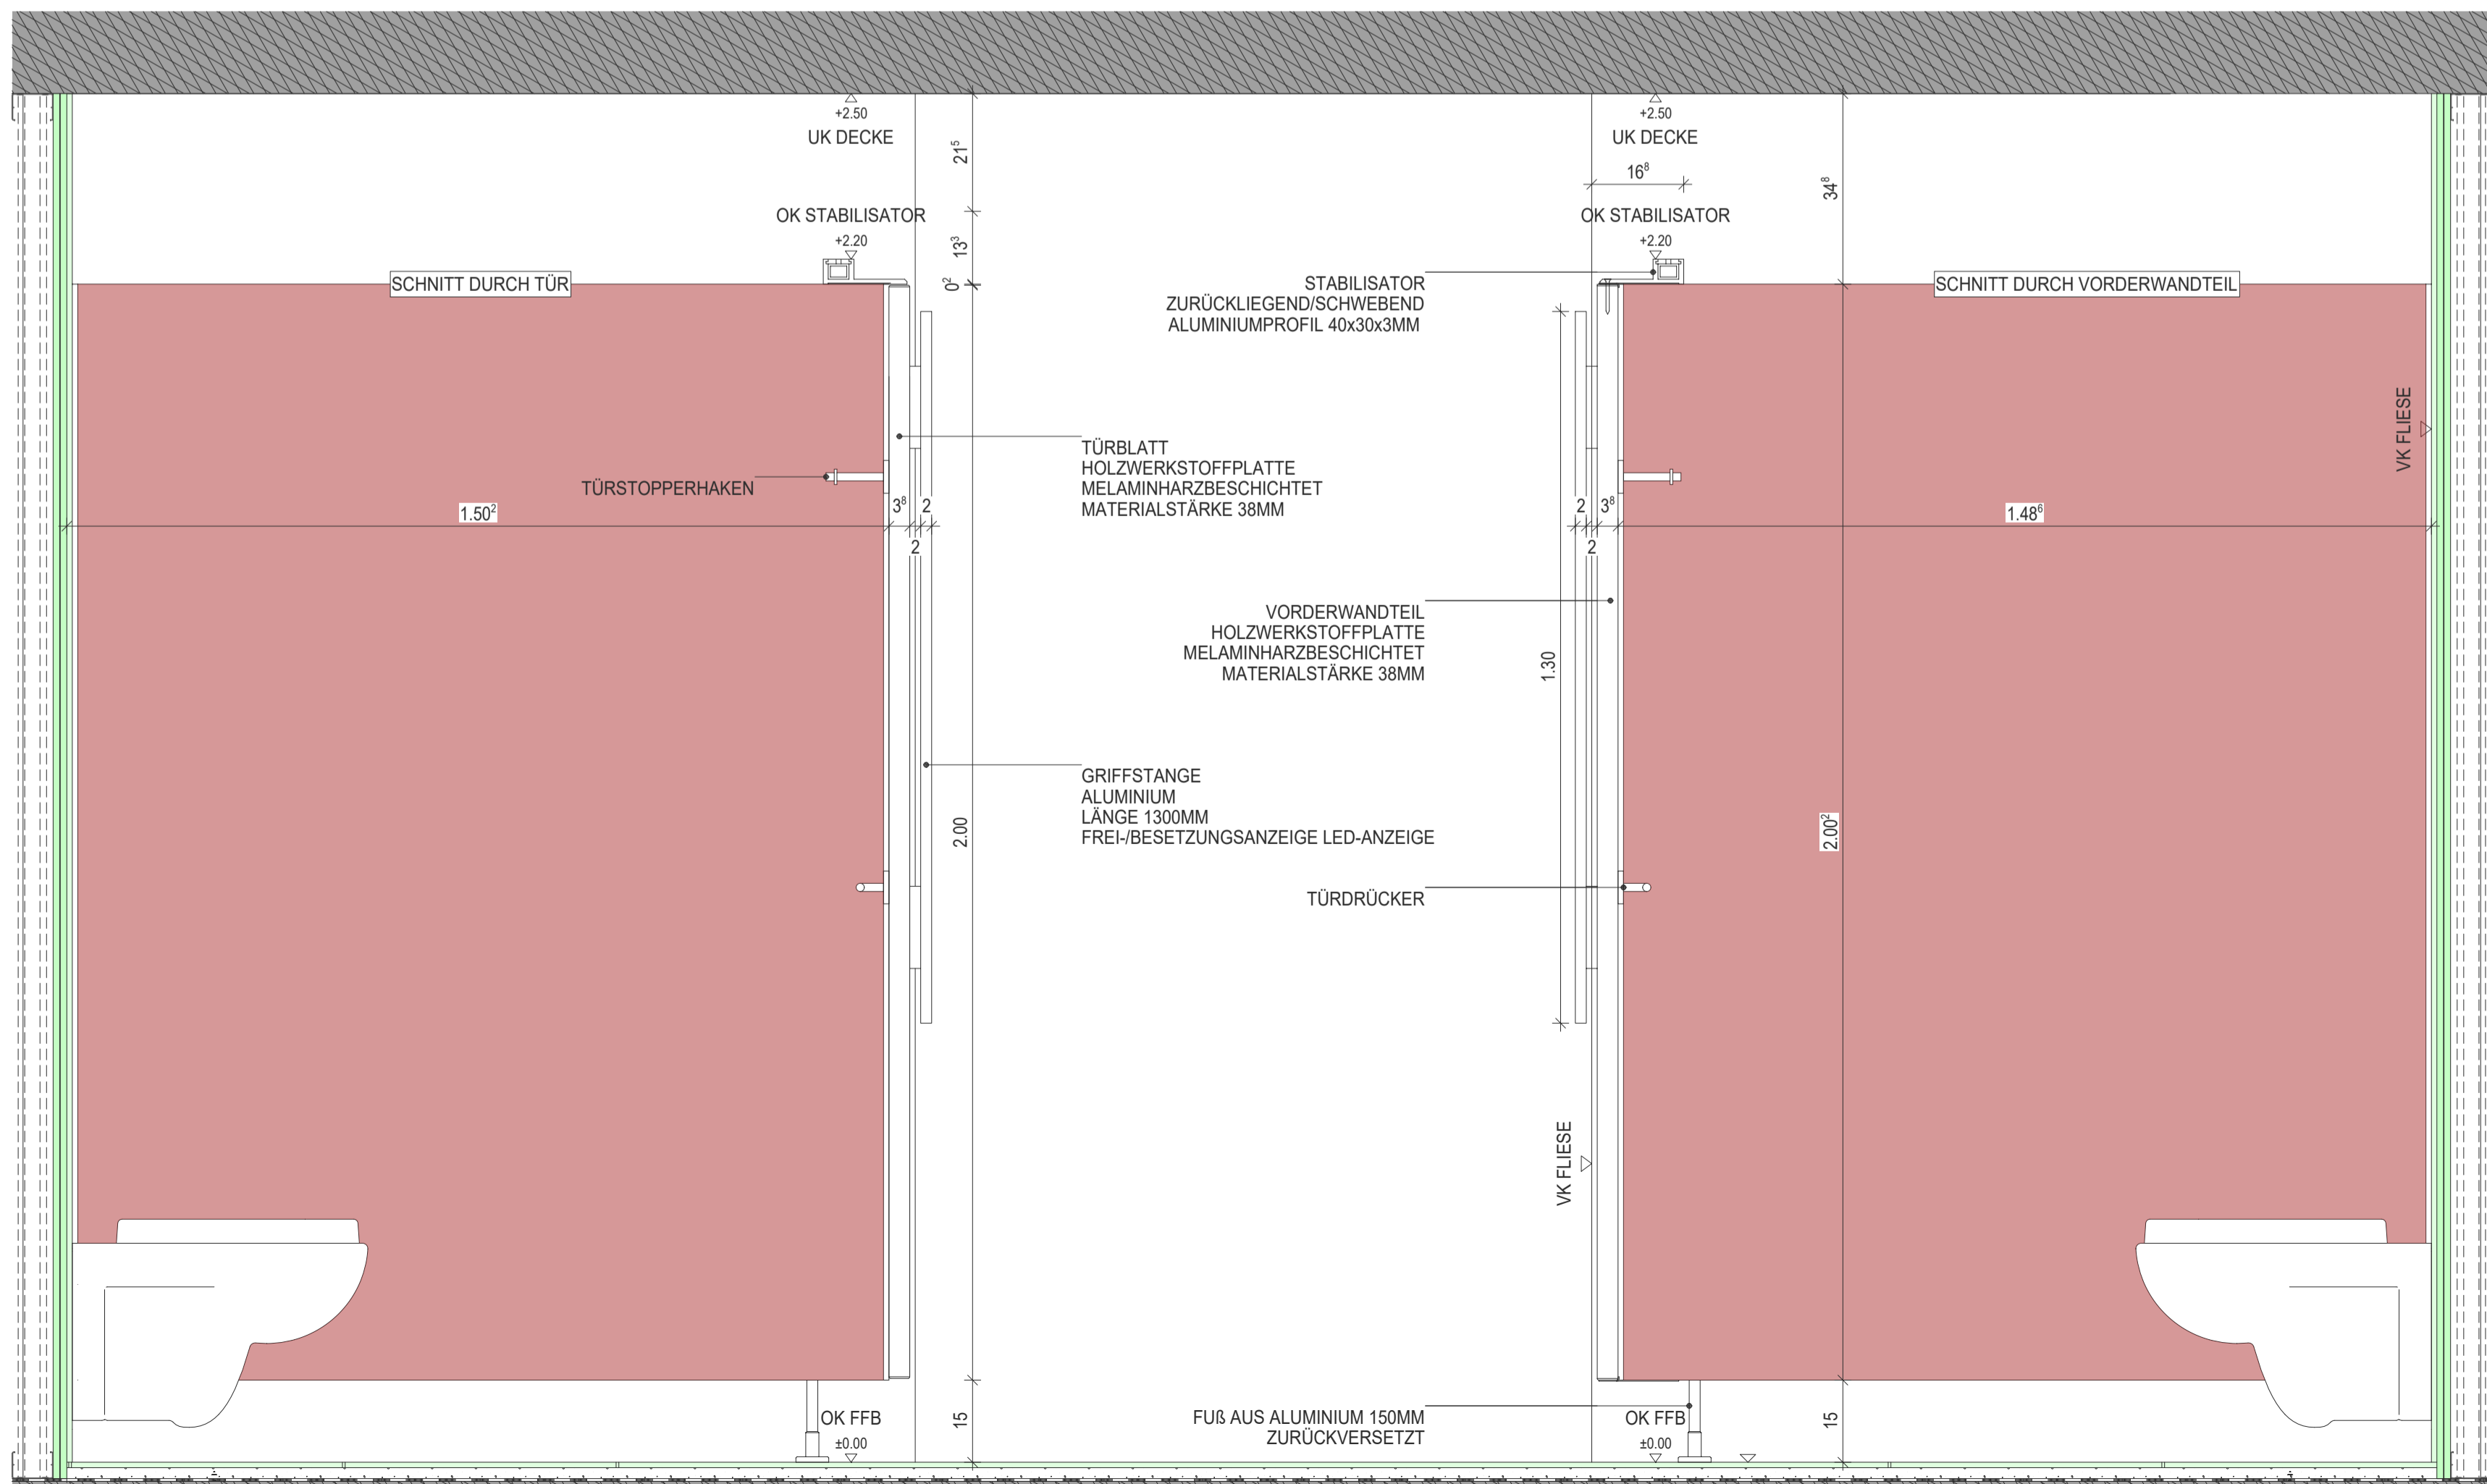 +2.50
UK DECKE
+2.50
UK DECKE
21⁵
16⁸
34⁸
OK STABILISATOR
+2.20
13³
0²
OK STABILISATOR
+2.20
SCHNITT DURCH TÜR
STABILISATOR
ZURÜCKLIEGEND/SCHWEBEND
ALUMINIUMPROFIL 40x30x3MM
SCHNITT DURCH VORDERWANDTEIL
VK FLIESE
TÜRBLATT
HOLZWERKSTOFFPLATTE
MELAMINHARZBESCHICHTET
MATERIALSTÄRKE 38MM
TÜRSTOPPERHAKEN
1.50²
3⁸
2
2
2
3⁸
2
1.48⁶
VORDERWANDTEIL
HOLZWERKSTOFFPLATTE
MELAMINHARZBESCHICHTET
MATERIALSTÄRKE 38MM
1.30
GRIFFSTANGE
ALUMINIUM
LÄNGE 1300MM
FREI-/BESETZUNGSANZEIGE LED-ANZEIGE
2.00
2.00²
TÜRDRÜCKER
VK FLIESE
OK FFB
±0.00
15
FUß AUS ALUMINIUM 150MM
ZURÜCKVERSETZT
OK FFB
±0.00
15